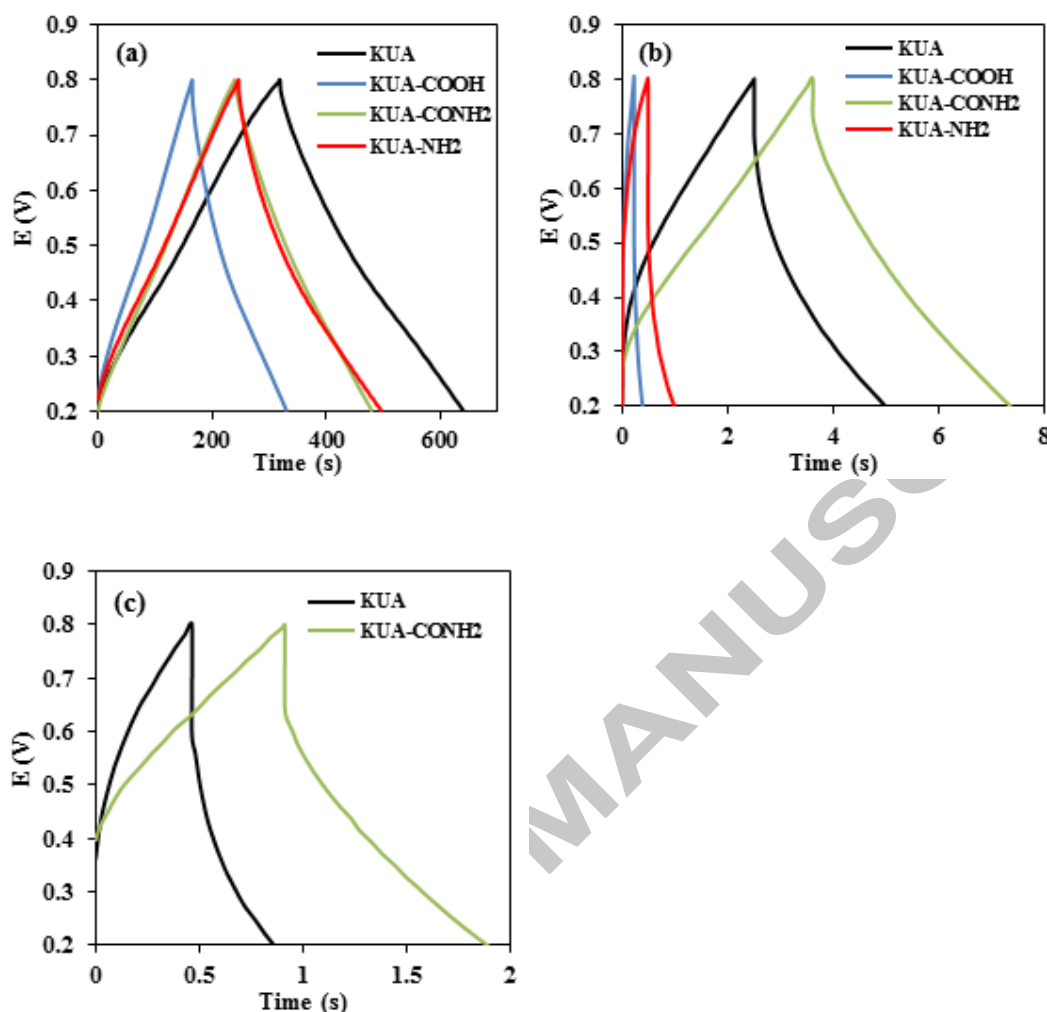 (a)
KUA
KUA-COOH
KUA-CONH2
KUA-NH2
0.9
0.8
0.7
0.6
0.5
0.4
0.3
0.2
E (V)
0 200 400 600
Time (s)
(b)
KUA
KUA-COOH
KUA-CONH2
KUA-NH2
0.9
0.8
0.7
0.6
0.5
0.4
0.3
0.2
E (V)
0 2 4 6 8
Time (s)
(c)
KUA
KUA-CONH2
0.9
0.8
0.7
0.6
0.5
0.4
0.3
0.2
E (V)
0 0.5 1 1.5 2
Time (s)